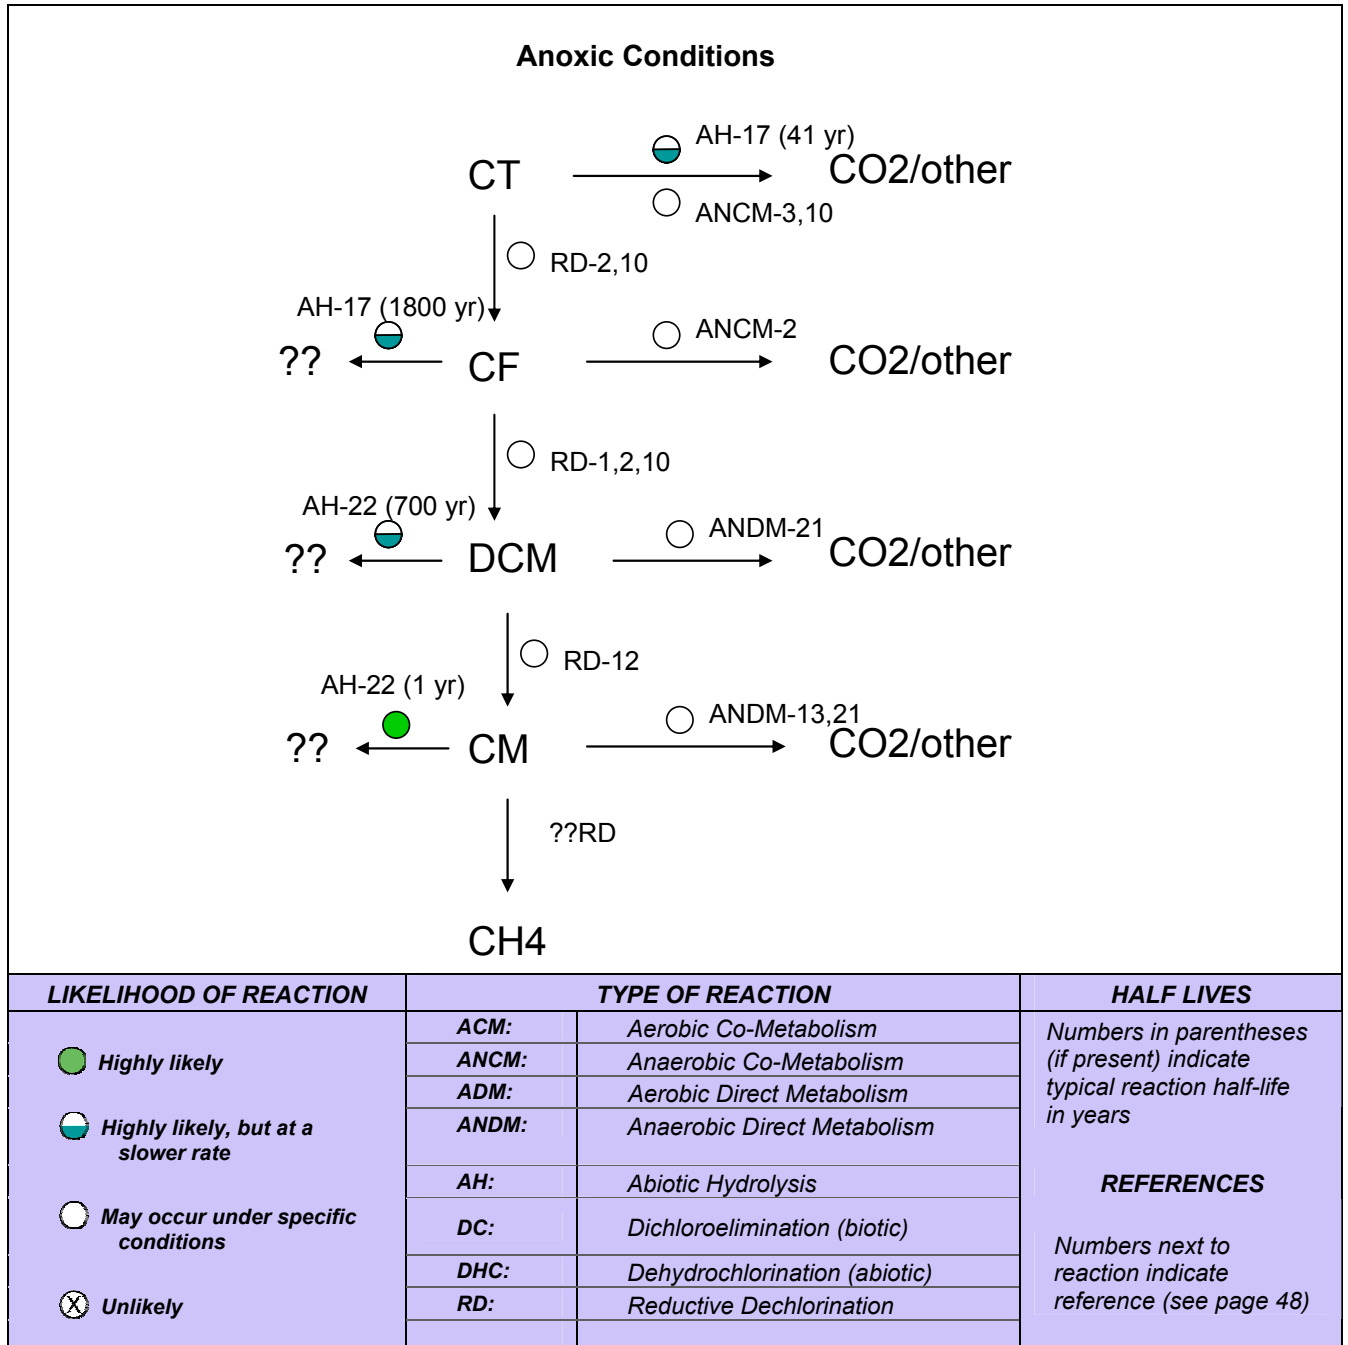 Anoxic Conditions
AH-17 (41 yr)
CT
CO2/other
ANCM-3,10
RD-2,10
AH-17 (1800 yr)
ANCM-2
??
CF
CO2/other
RD-1,2,10
AH-22 (700 yr)
ANDM-21
??
DCM
CO2/other
RD-12
AH-22 (1 yr)
ANDM-13,21
??
CM
CO2/other
??RD
CH4
LIKELIHOOD OF REACTION
Highly likely
Highly likely, but at a
slower rate
May occur under specific
conditions
X
Unlikely
TYPE OF REACTION
ACM: Aerobic Co-Metabolism
ANCM: Anaerobic Co-Metabolism
ADM: Aerobic Direct Metabolism
ANDM: Anaerobic Direct Metabolism
AH: Abiotic Hydrolysis
DC: Dichloroelimination (biotic)
DHC: Dehydrochlorination (abiotic)
RD: Reductive Dechlorination
HALF LIVES
Numbers in parentheses
(if present) indicate
typical reaction half-life
in years
REFERENCES
Numbers next to
reaction indicate
reference (see page 48)